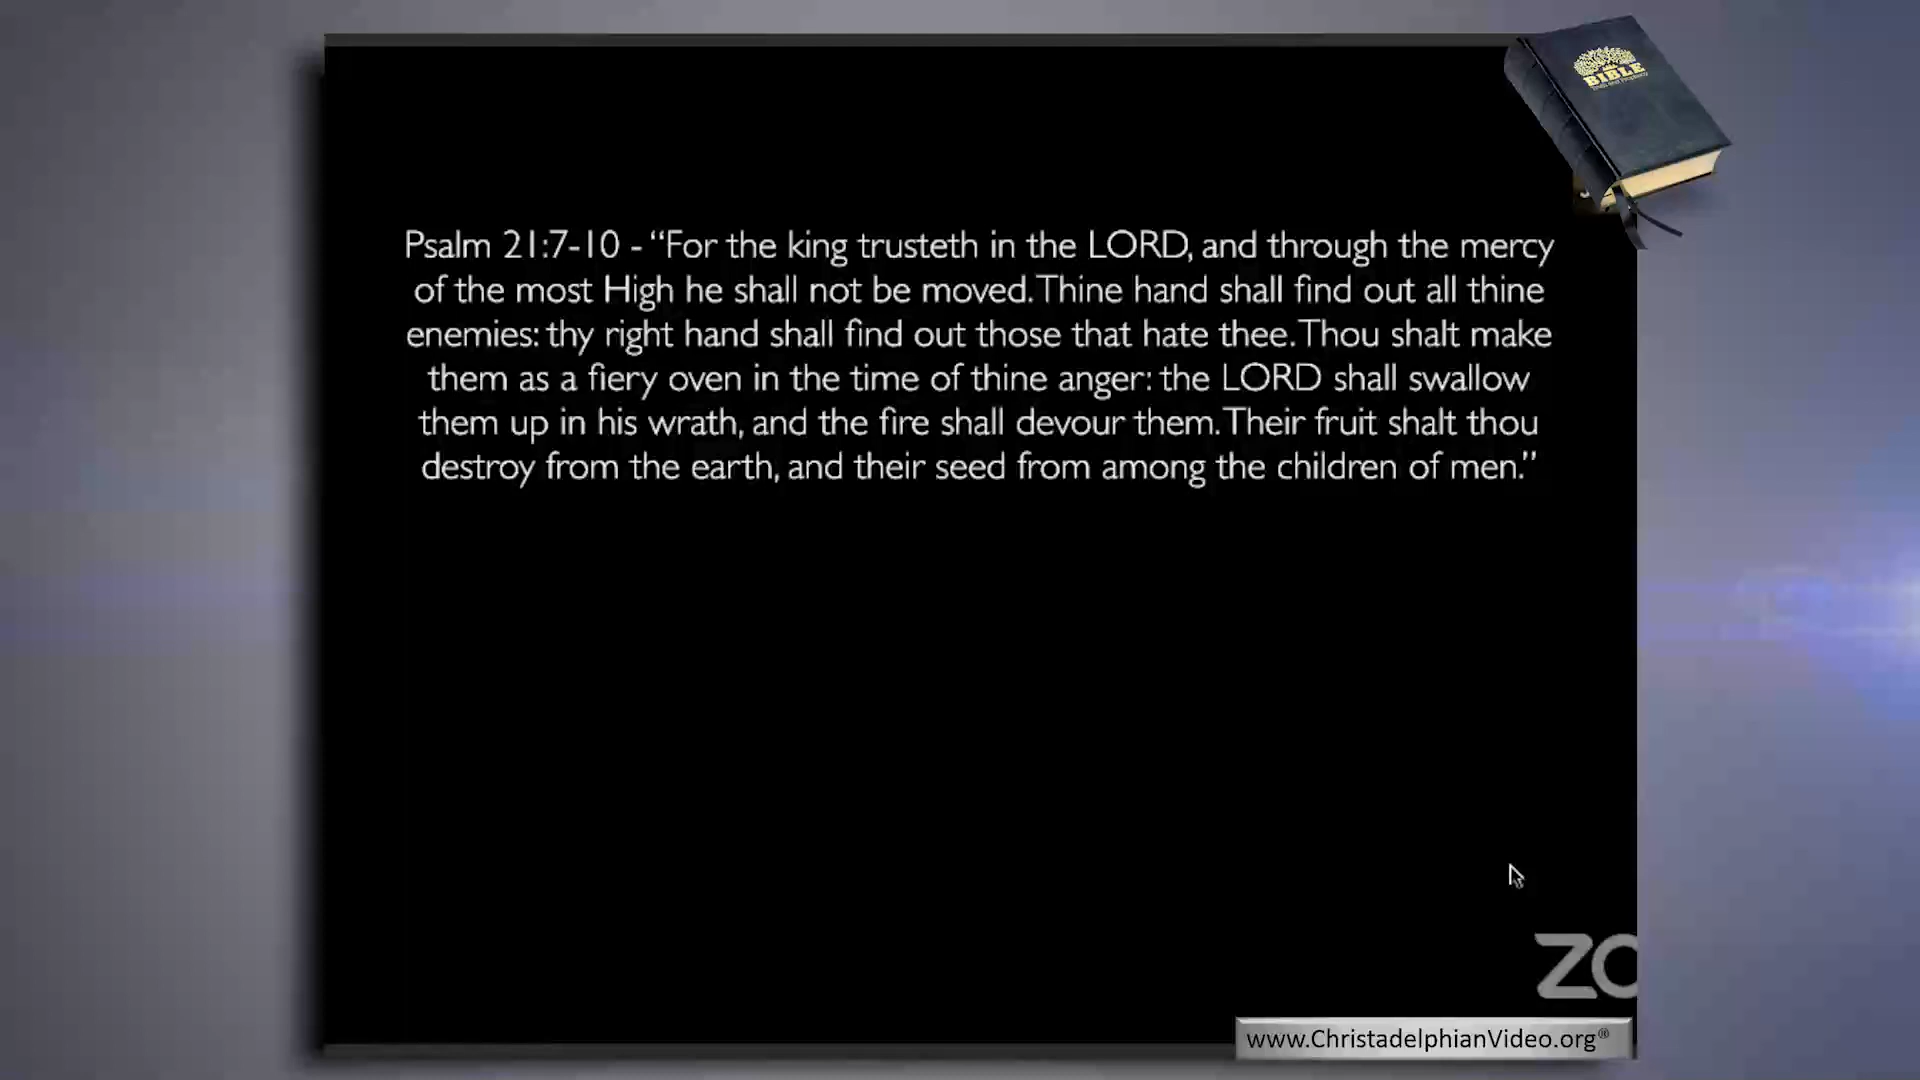 BIBLE
Psalm 21:7-10 - “For the king trusteth in the LORD, and through the mercy
of the most High he shall not be moved. Thine hand shall find out all thine
enemies: thy right hand shall find out those that hate thee. Thou shalt make
them as a fiery oven in the time of thine anger: the LORD shall swallow
them up in his wrath, and the fire shall devour them. Their fruit shalt thou
destroy from the earth, and their seed from among the children of men.”
ZO
www.ChristadelphianVideo.org®